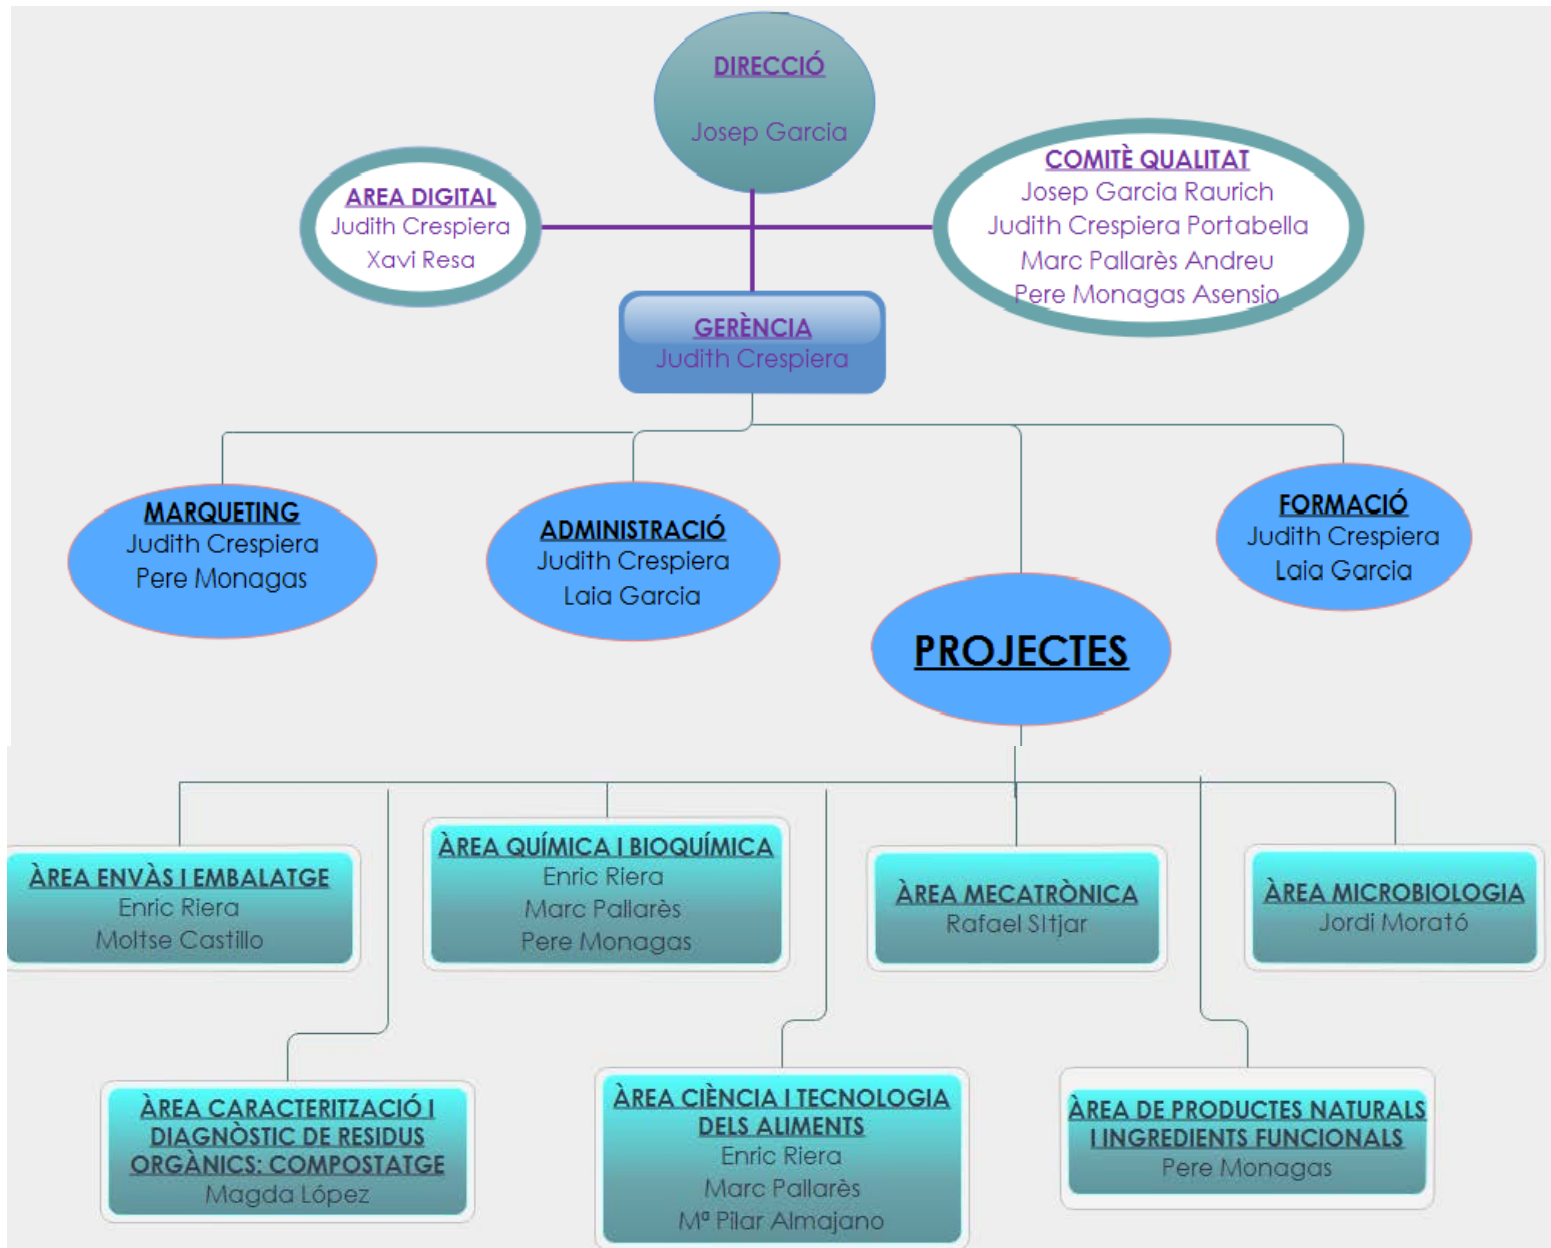 DIRECCIÓ
Josep Garcia
AREA DIGITAL
Judith Crespiera
Xavi Resa
COMITÈ QUALITAT
Josep Garcia Raurich
Judith Crespiera Portabella
Marc Pallarès Andreu
Pere Monagas Asensio
GERÈNCIA
Judith Crespiera
MARQUETING
Judith Crespiera
Pere Monagas
ADMINISTRACIÓ
Judith Crespiera
Laia Garcia
FORMACIÓ
Judith Crespiera
Laia Garcia
PROJECTES
ÀREA ENVÀS I EMBALATGE
Enric Riera
Moltse Castillo
ÀREA QUÍMICA I BIOQUÍMICA
Enric Riera
Marc Pallarès
Pere Monagas
ÀREA MECATRÒNICA
Rafael SItjar
ÀREA MICROBIOLOGIA
Jordi Morató
ÀREA CARACTERITZACIÓ I
DIAGNÒSTIC DE RESIDUS
ORGÀNICS: COMPOSTATGE
Magda López
ÀREA CIÈNCIA I TECNOLOGIA
DELS ALIMENTS
Enric Riera
Marc Pallarès
Mª Pilar Almajano
ÀREA DE PRODUCTES NATURALS
I INGREDIENTS FUNCIONALS
Pere Monagas